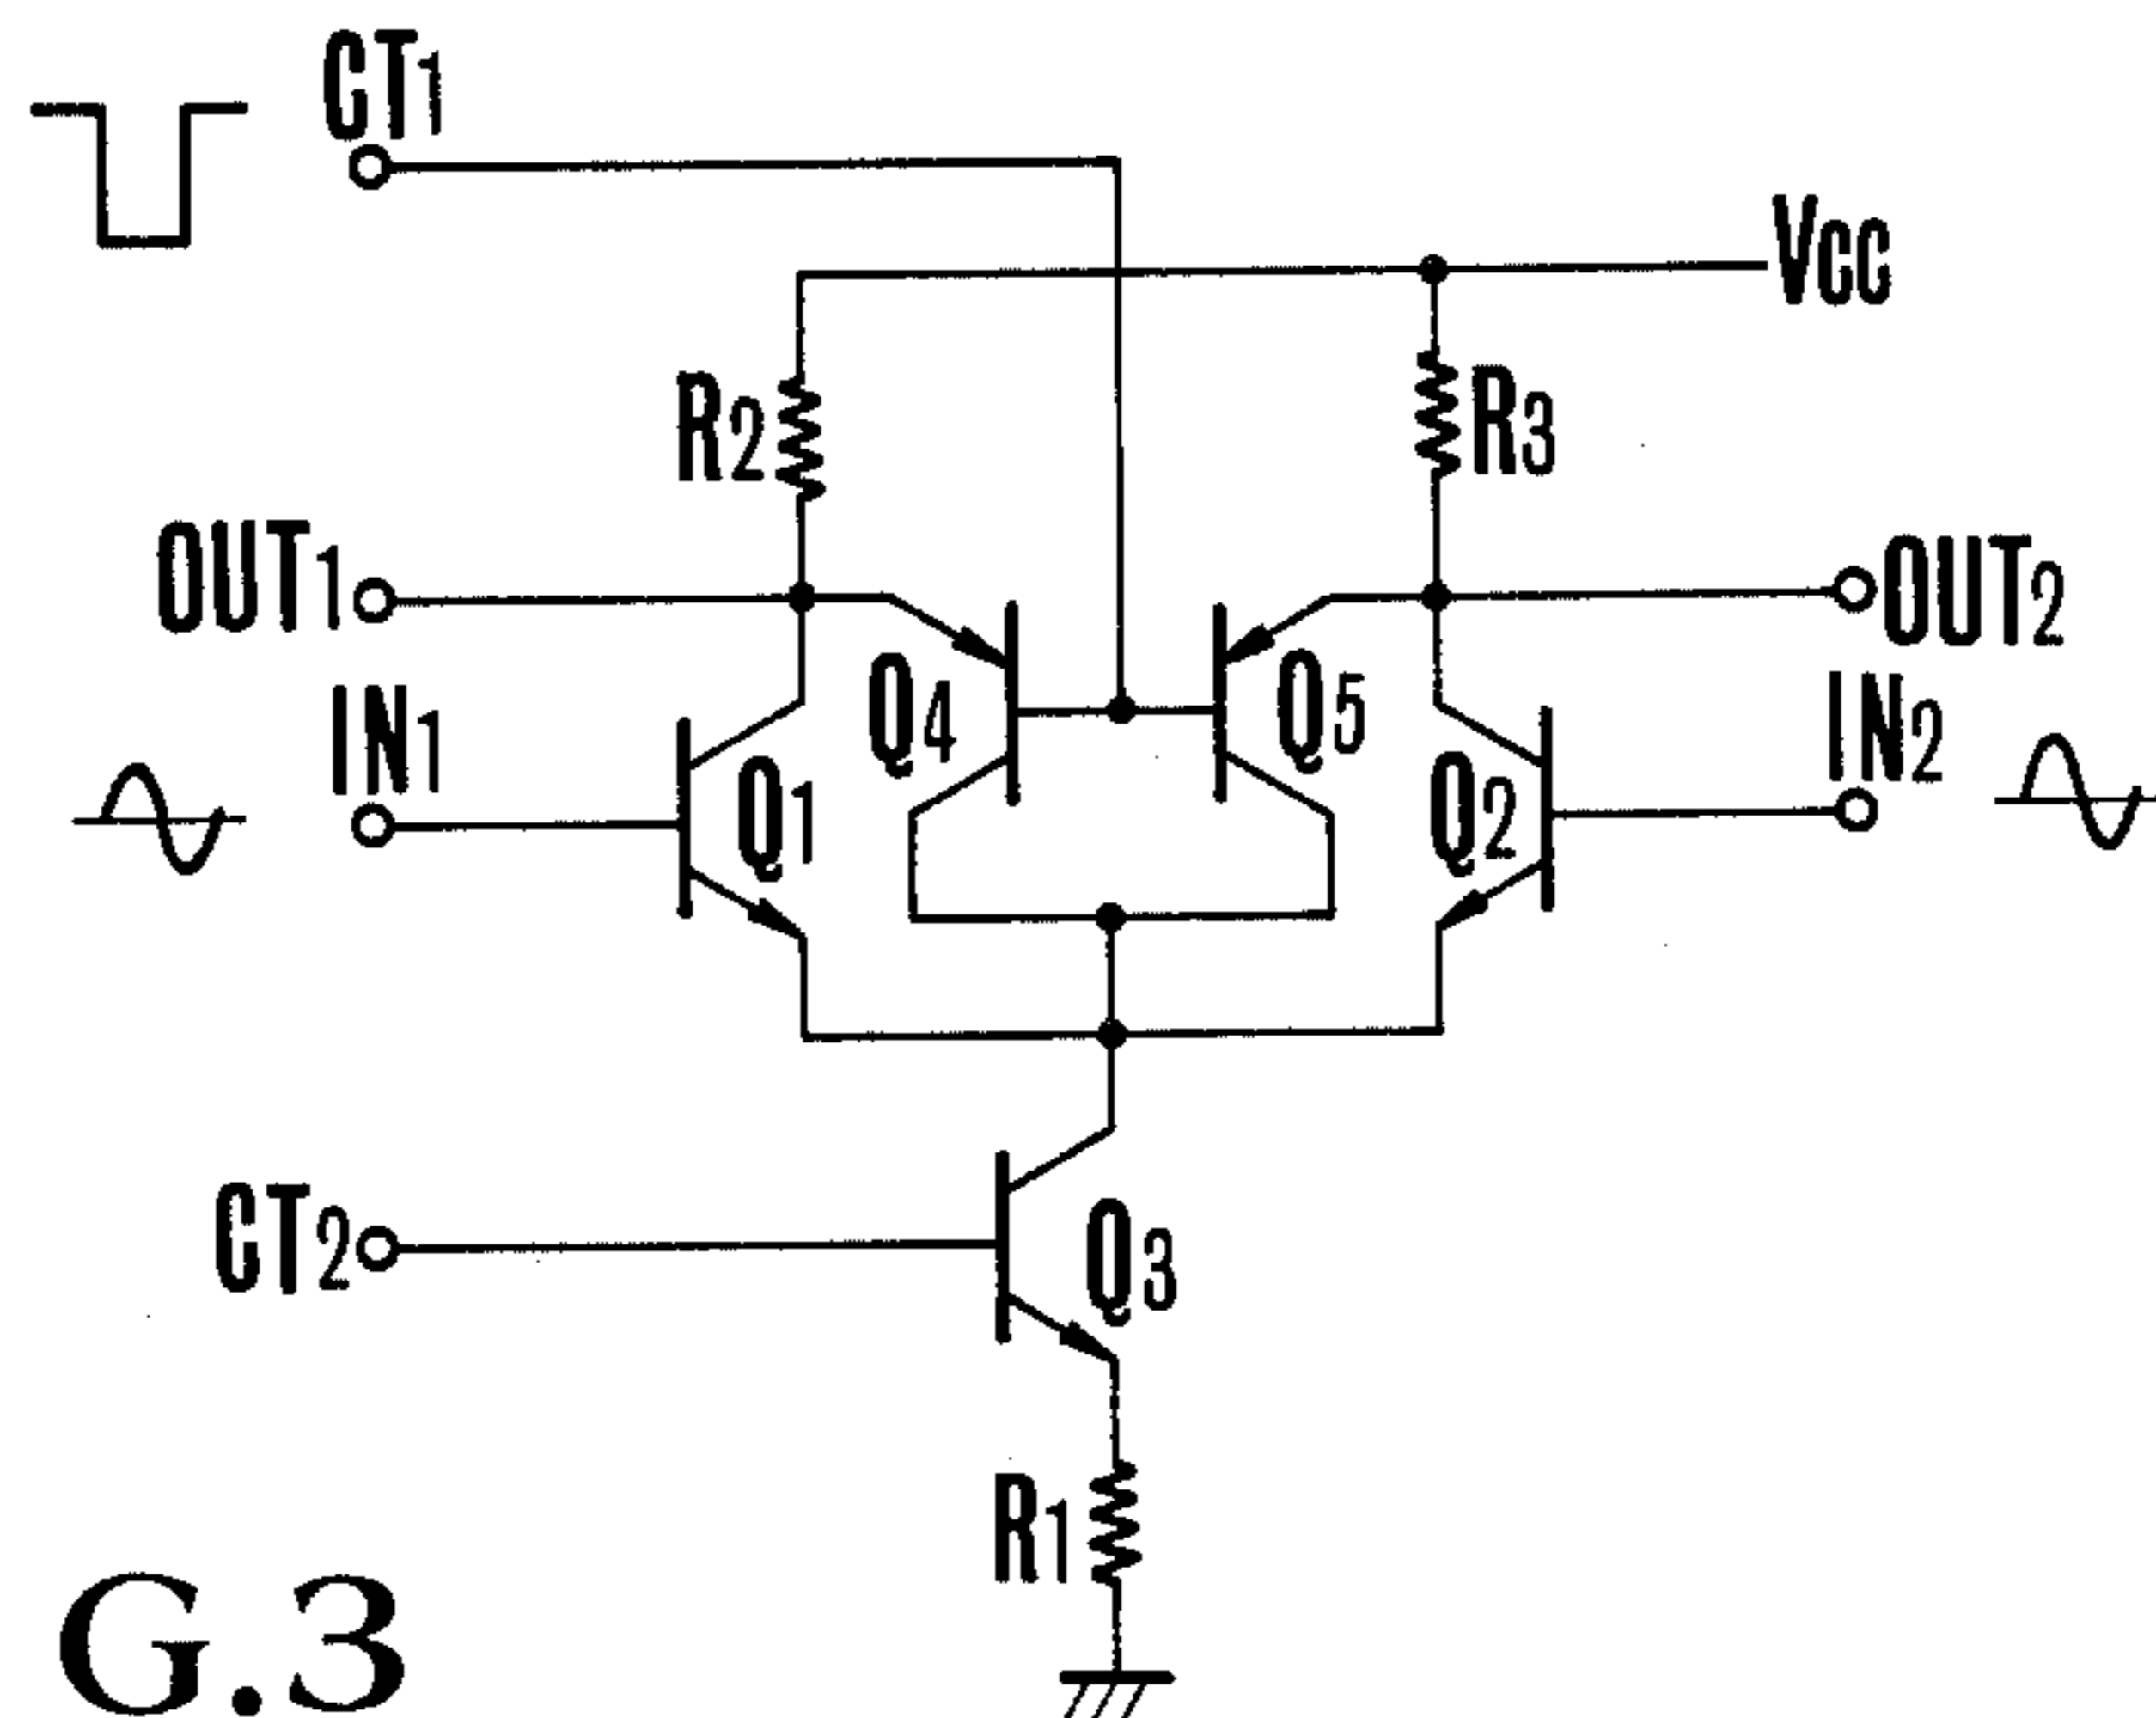 CT1
VCC
R2
R3
OUT1
OUT2
Q4
Q5
IN1
IN2
Q1
Q2
CT2
Q3
R1
G.3